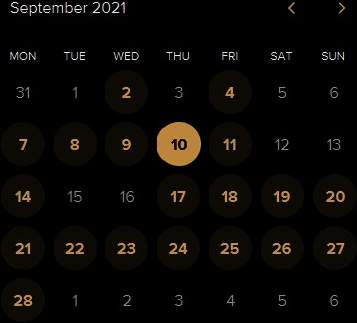 September 2021
MON TUE WED THU FRI SAT SUN
31 1 2 3 4 5 6
7 8 9 10 11 12 13
14 15 16 17 18 19 20
21 22 23 24 25 26 27
28 1 2 3 4 5 6